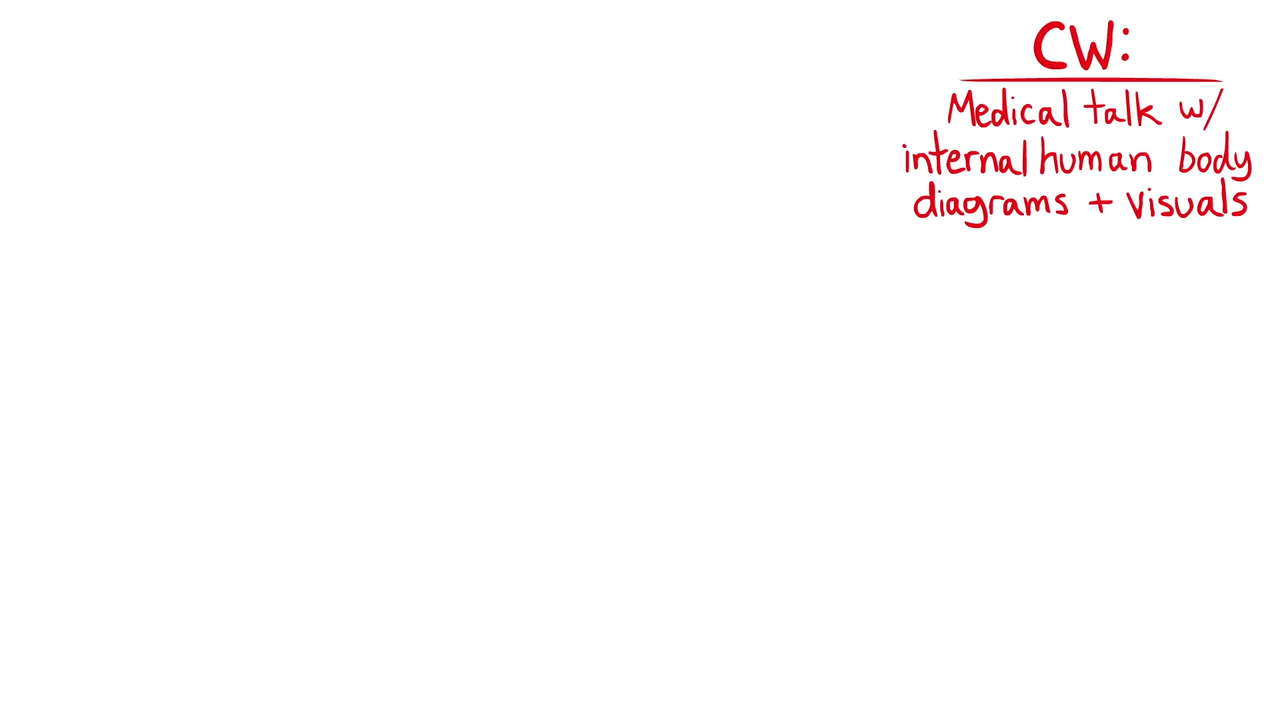 CW:
Medical talk w/
internal human body
diagrams + visuals